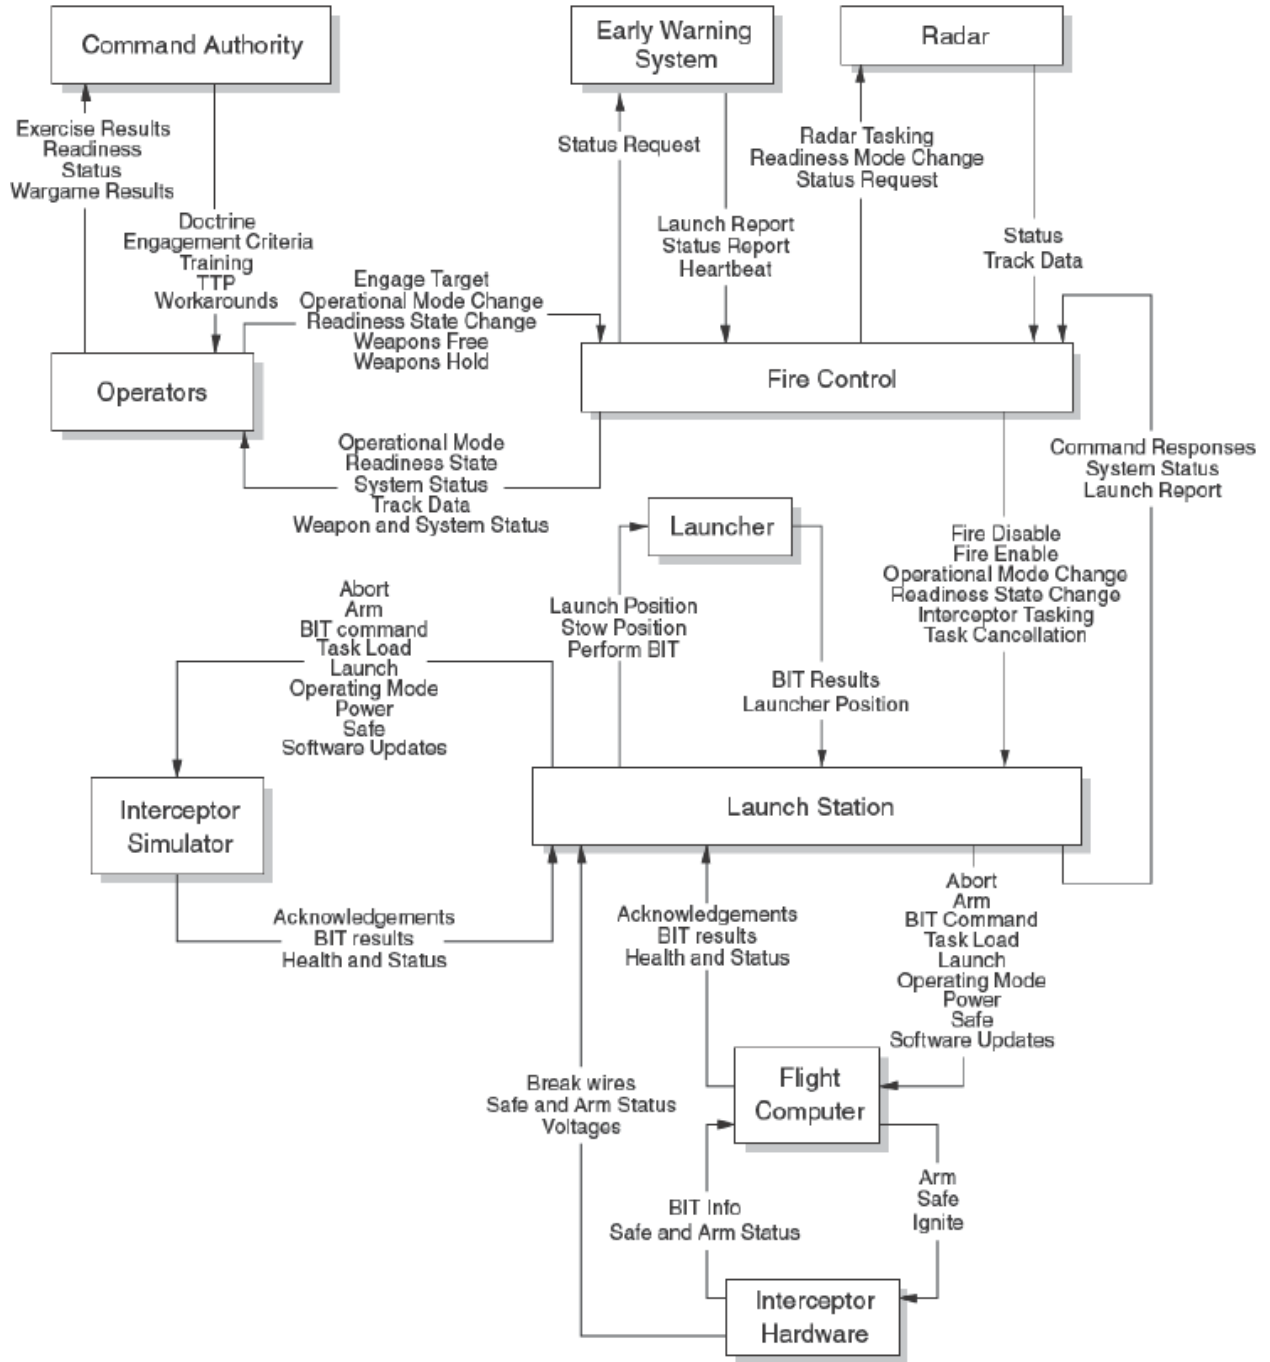 Command Authority
Early Warning
System
Radar
Exercise Results
Readiness
Status
Wargame Results
Status Request
Radar Tasking
Readiness Mode Change
Status Request
Doctrine
Engagement Criteria
Training
TTP
Workarounds
Launch Report
Status Report
Heartbeat
Status
Track Data
Engage Target
Operational Mode Change
Readiness State Change
Weapons Free
Weapons Hold
Operators
Fire Control
Operational Mode
Readiness State
System Status
Track Data
Weapon and System Status
Command Responses
System Status
Launch Report
Launcher
Fire Disable
Fire Enable
Operational Mode Change
Readiness State Change
Interceptor Tasking
Task Cancellation
Abort
Arm
BIT command
Task Load
Launch
Operating Mode
Power
Safe
Software Updates
Launch Position
Stow Position
Perform BIT
BIT Results
Launcher Position
Interceptor
Simulator
Launch Station
Acknowledgements
BIT results
Health and Status
Acknowledgements
BIT results
Health and Status
Abort
Arm
BIT Command
Task Load
Launch
Operating Mode
Power
Safe
Software Updates
Break wires
Safe and Arm Status
Voltages
Flight
Computer
BIT Info
Safe and Arm Status
Arm
Safe
Ignite
Interceptor
Hardware